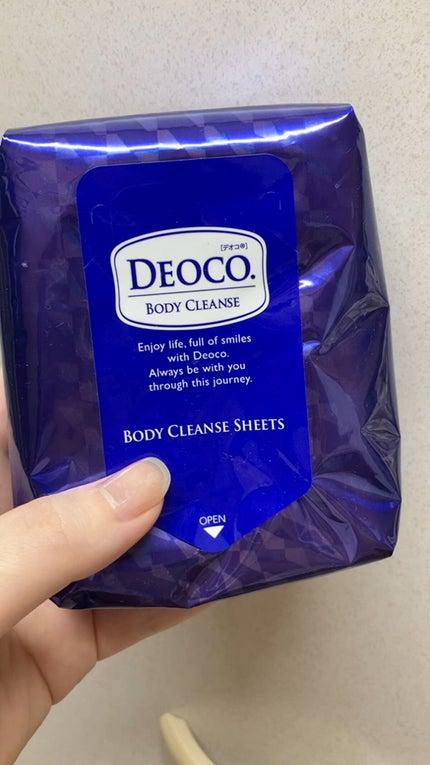 [デオコ®]
DEOCO.
BODY CLEANSE
Enjoy life, full of smiles
with Deoco.
Always be with you
through this journey.
BODY CLEANSE SHEETS
OPEN